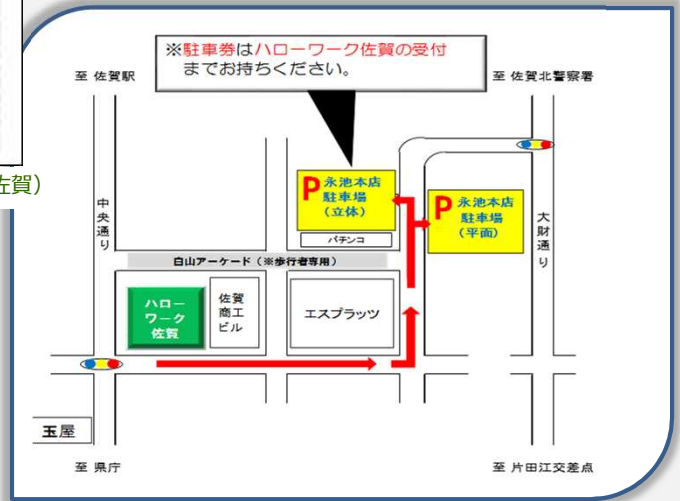 ※駐車券はハローワーク佐賀の受付
までお持ちください。
至 佐賀駅
至 佐賀北警察署
佐賀）
中央通り
P 永池本店
駐車場
（立体）
P 永池本店
駐車場
（平面）
大財通り
パチンコ
白山アーケード（※歩行者専用）
ハロー
ワーク
佐賀
佐賀
商工
ビル
エスプラッツ
玉屋
至 県庁
至 片田江交差点